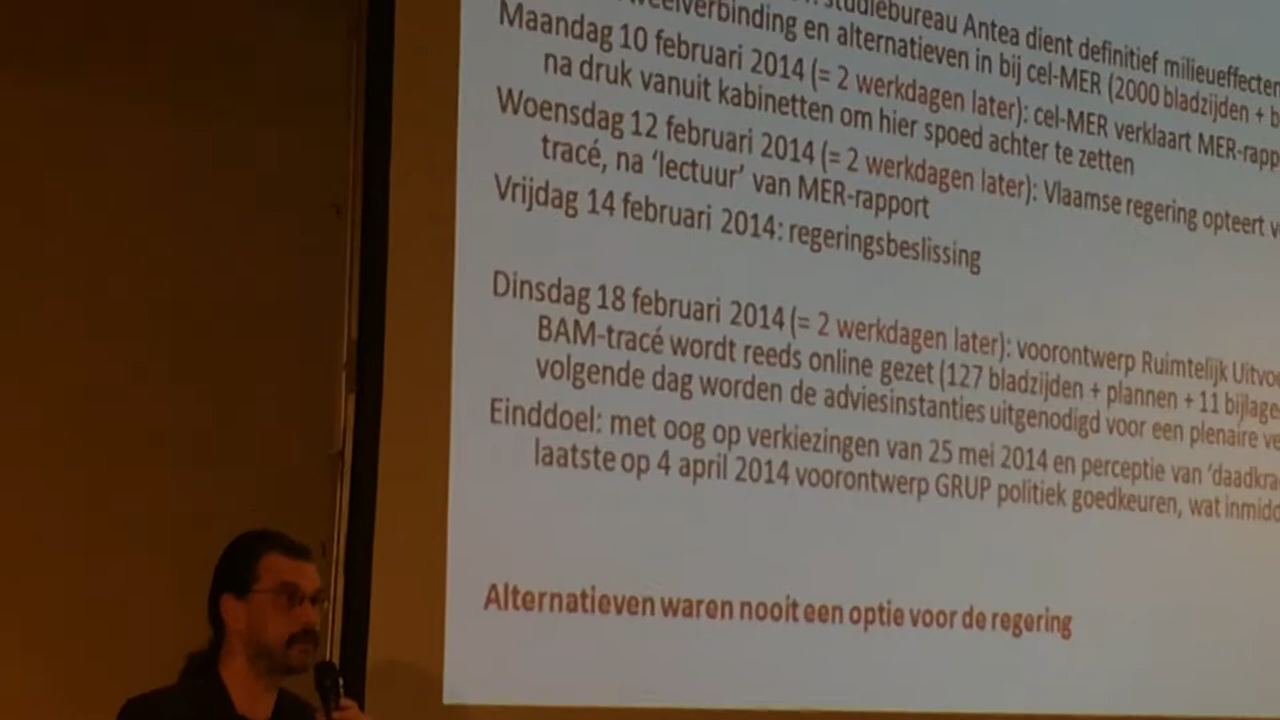 studiebureau Antea dient definitief milieueffecten
en alternatieven in bij cel-MER (2000 bladzijden + b
Maandag 10 februari 2014 (= 2 werkdagen later): cel-MER verklaart MER-rapp
na druk vanuit kabinetten om hier spoed achter te zetten
Woensdag 12 februari 2014 (= 2 werkdagen later): Vlaamse regering opteert v
tracé, na ‘lectuur’ van MER-rapport
Vrijdag 14 februari 2014: regeringsbeslissing
Dinsdag 18 februari 2014 (= 2 werkdagen later): voorontwerp Ruimtelijk Uitvoe
BAM-tracé wordt reeds online gezet (127 bladzijden + plannen + 11 bijlage
volgende dag worden de adviesinstanties uitgenodigd voor een plenaire ve
Einddoel: met oog op verkiezingen van 25 mei 2014 en perceptie van ‘daadkra
laatste op 4 april 2014 voorontwerp GRUP politiek goedkeuren, wat inmidd
Alternatieven waren nooit een optie voor de regering